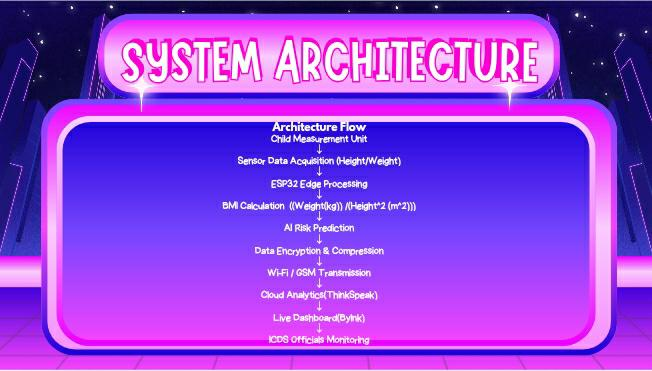 SYSTEM ARCHITECTURE
Architecture Flow
Child Measurement Unit
↓
Sensor Data Acquisition (Height/Weight)
↓
ESP32 Edge Processing
↓
BMI Calculation ((Weight(kg)) /(Height^2 (m^2)))
↓
AI Risk Prediction
↓
Data Encryption & Compression
↓
Wi-Fi / GSM Transmission
↓
Cloud Analytics(ThinkSpeak)
↓
Live Dashboard(Bylnk)
↓
ICDS Officials Monitoring